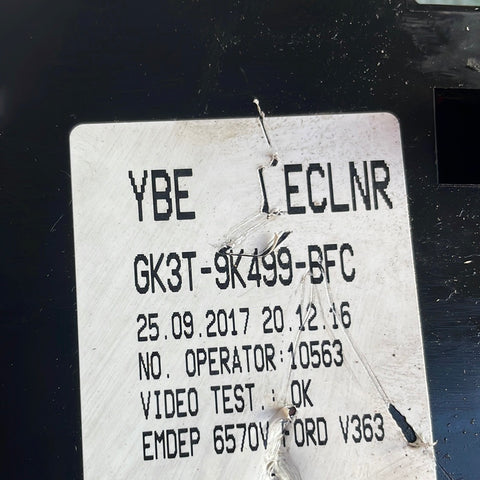 YBE LECLNR
GK3T-9K499-BFC
25.09.2017 20.12.16
NO. OPERATOR:10563
VIDEO TEST : OK
EMDEP 6570V FORD V363